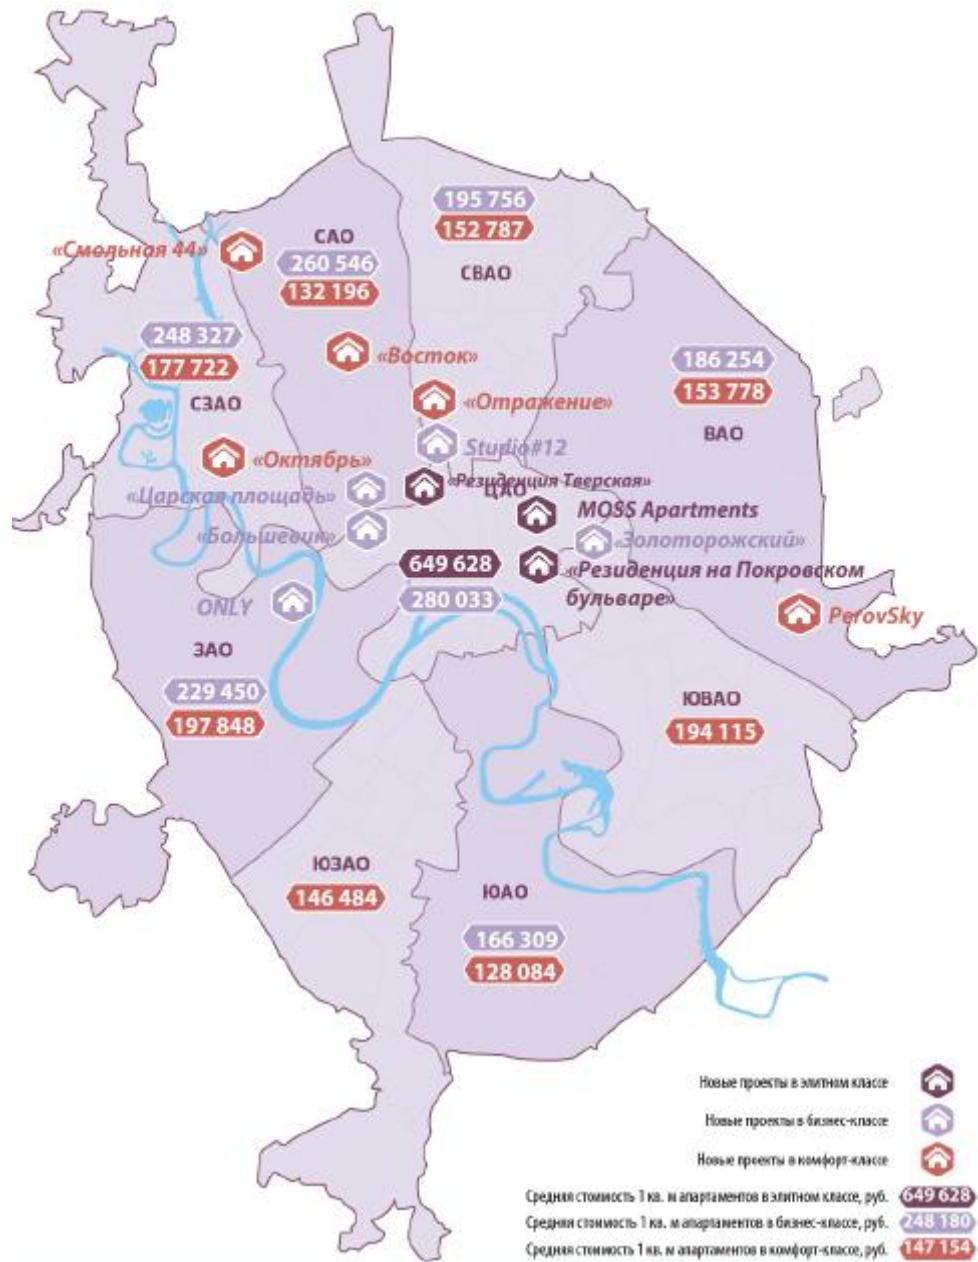 195 756
152 787
СВАО
«Смольная 44»
САО
260 546
132 196
248 327
177 722
СЗАО
«Восток»
186 254
153 778
ВАО
«Отражение»
Studio#12
«Октябрь»
«Резиденция Тверская»
ЦАО
«Царская площадь»
MOSS Apartments
«Большевик»
«Золоторожский»
649 628
280 033
«Резиденция на Покровском
бульваре»
ONLY
PerovSky
ЗАО
229 450
197 848
ЮВАО
194 115
ЮЗАО
146 484
ЮАО
166 309
128 084
Новые проекты в элитном классе
Новые проекты в бизнес-классе
Новые проекты в комфорт-классе
Средняя стоимость 1 кв. м апартаментов в элитном классе, руб. 649 628
Средняя стоимость 1 кв. м апартаментов в бизнес-классе, руб. 248 180
Средняя стоимость 1 кв. м апартаментов в комфорт-классе, руб. 147 154